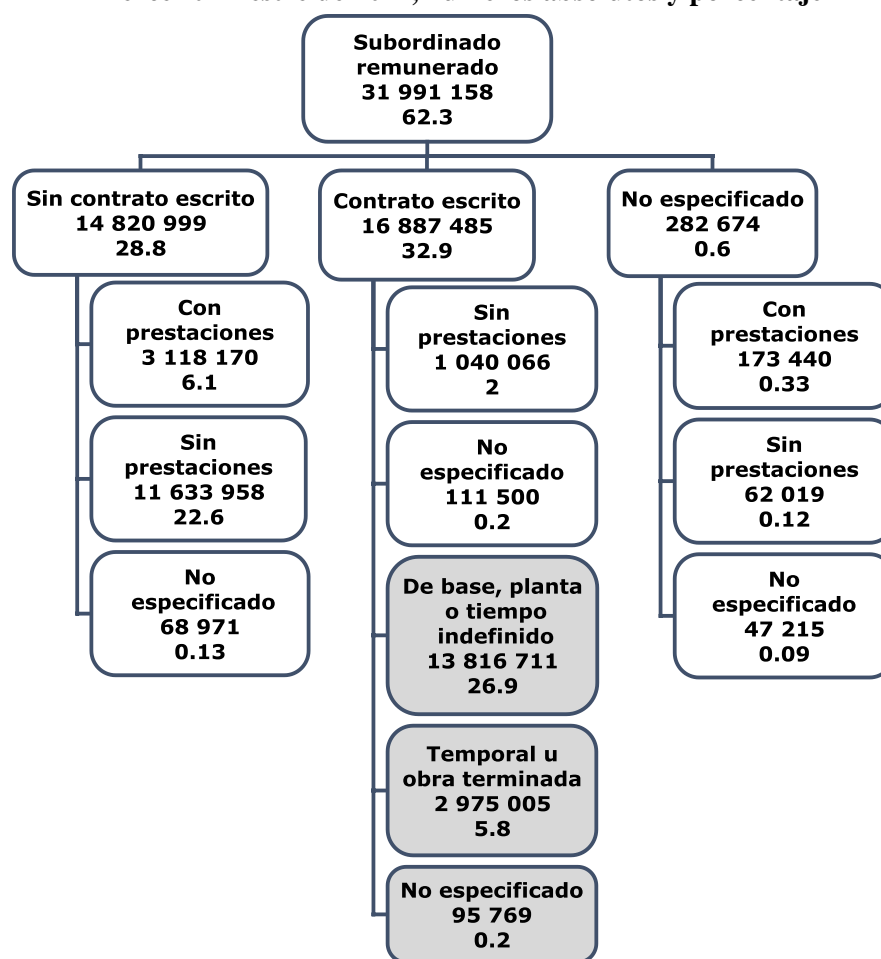 absolutos y porcentaje
Subordinado
remunerado
31 991 158
62.3
Sin contrato escrito
14 820 999
28.8
Con
prestaciones
3 118 170
6.1
Sin
prestaciones
11 633 958
22.6
No
especificado
68 971
0.13
Contrato escrito
16 887 485
32.9
Sin
prestaciones
1 040 066
2
No
especificado
111 500
0.2
De base, planta
o tiempo
indefinido
13 816 711
26.9
Temporal u
obra terminada
2 975 005
5.8
No especificado
95 769
0.2
No especificado
282 674
0.6
Con
prestaciones
173 440
0.33
Sin
prestaciones
62 019
0.12
No
especificado
47 215
0.09